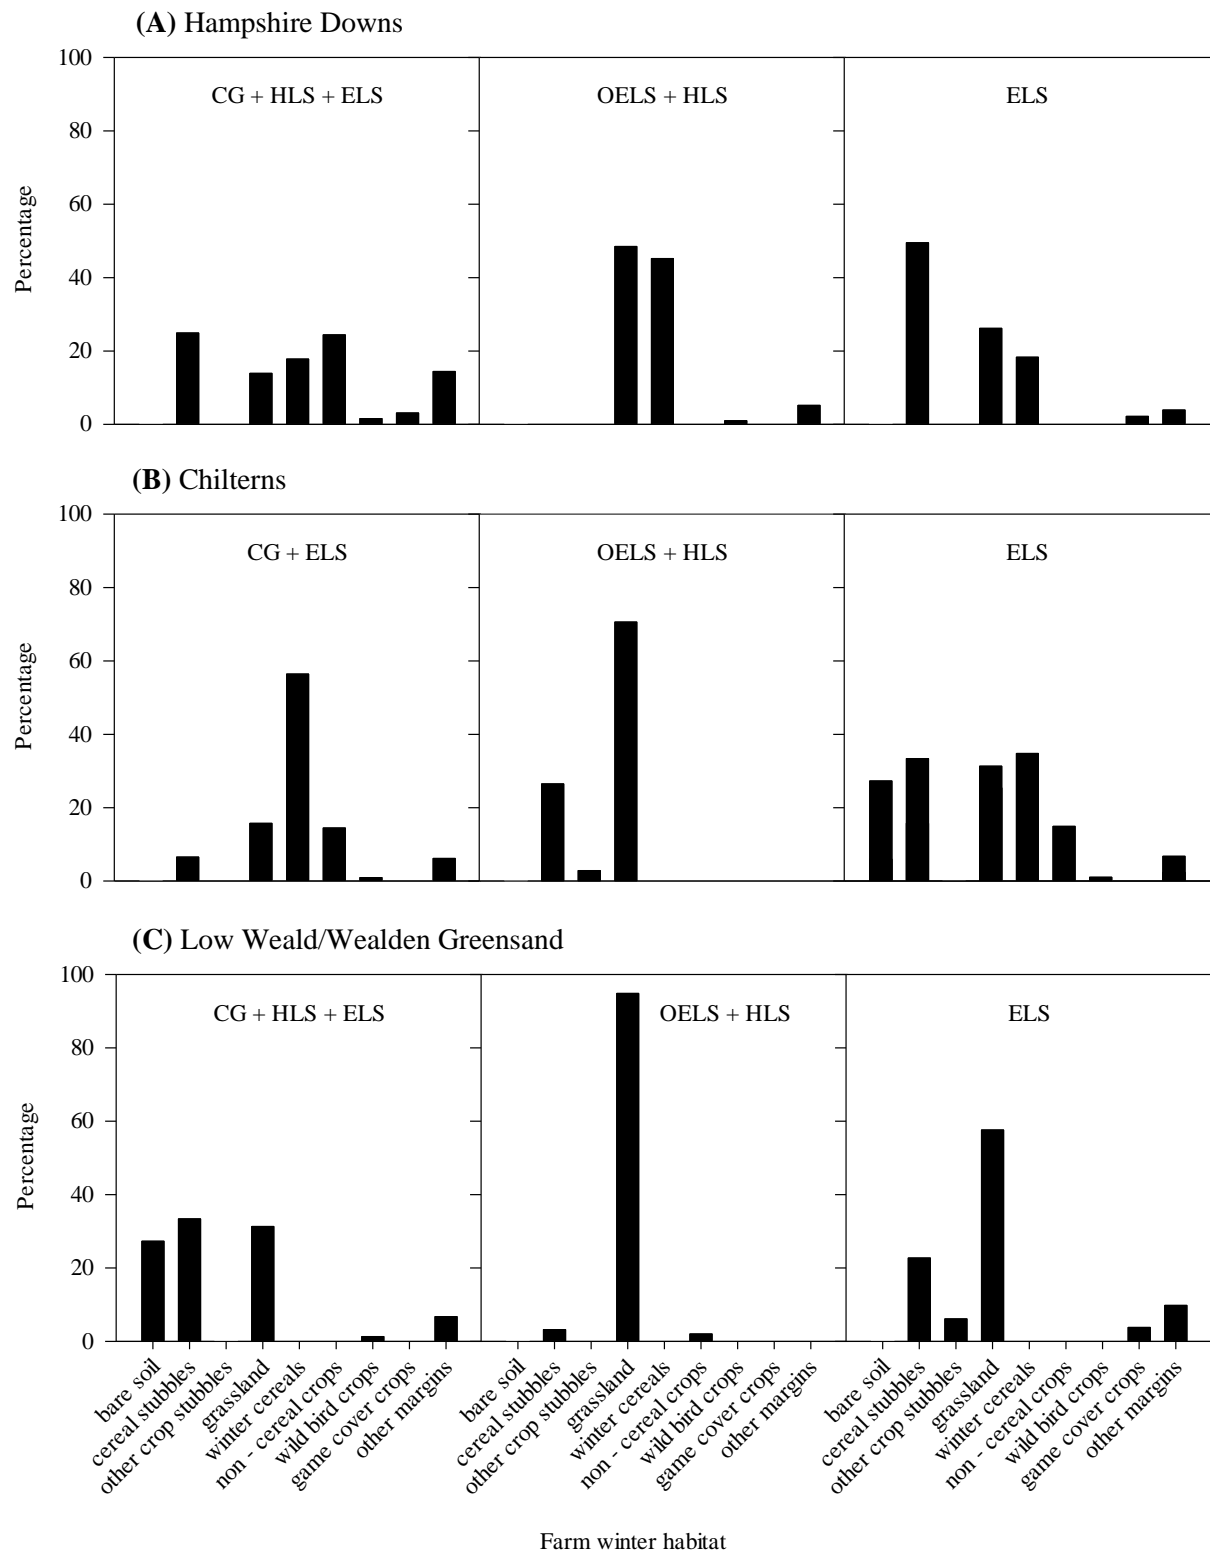 (A) Hampshire Downs
100
80
60
40
20
0
Percentage
CG + HLS + ELS
OELS + HLS
ELS
(B) Chilterns
100
80
60
40
20
0
Percentage
CG + ELS
OELS + HLS
ELS
(C) Low Weald/Wealden Greensand
100
80
60
40
20
0
Percentage
CG + HLS + ELS
OELS + HLS
ELS
bare soil
cereal stubbles
other crop stubbles
grassland
winter cereals
non - cereal crops
wild bird crops
game cover crops
other margins
bare soil
cereal stubbles
other crop stubbles
grassland
winter cereals
non - cereal crops
wild bird crops
game cover crops
other margins
bare soil
cereal stubbles
other crop stubbles
grassland
winter cereals
non - cereal crops
wild bird crops
game cover crops
other margins
Farm winter habitat